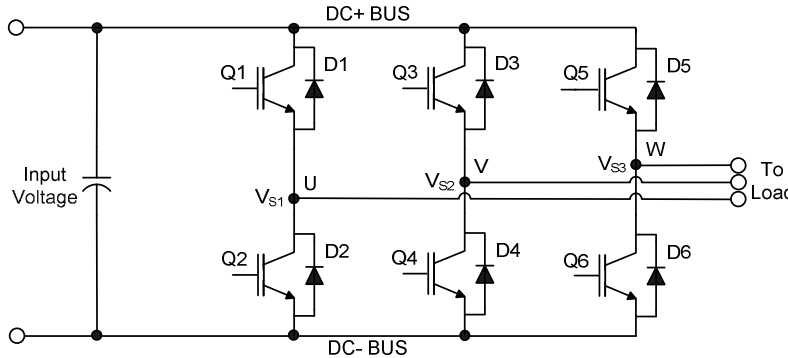 DC+ BUS
Q1
D1
Q3
D3
Q5
D5
Input
Voltage
VS1
U
VS2
V
VS3
W
To
Load
Q2
D2
Q4
D4
Q6
D6
DC- BUS